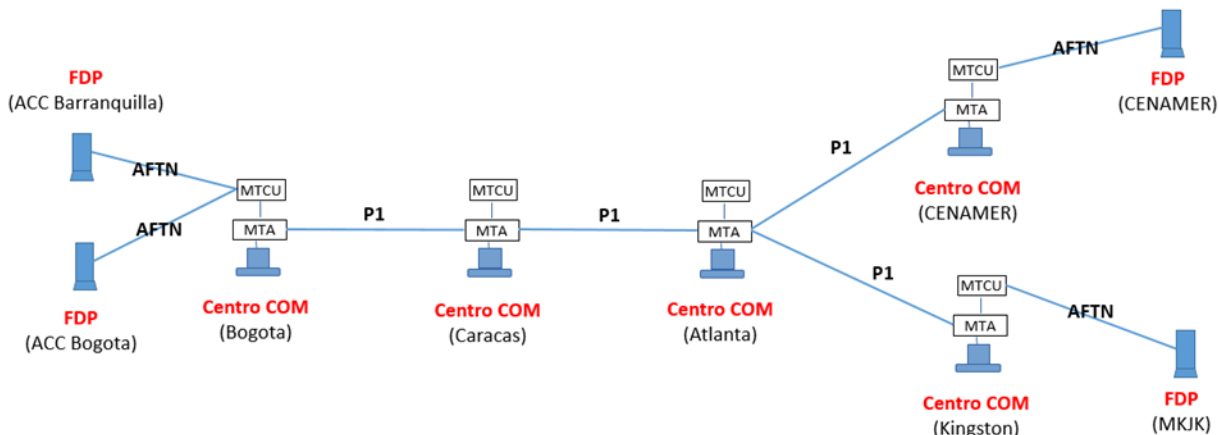 FDP
(ACC Barranquilla)
AFTN
AFTN
FDP
(ACC Bogota)
MTCU
MTA
Centro COM
(Bogota)
P1
MTCU
MTA
Centro COM
(Caracas)
P1
MTCU
MTA
Centro COM
(Atlanta)
P1
MTCU
MTA
Centro COM
(CENAMER)
AFTN
FDP
(CENAMER)
P1
MTCU
MTA
Centro COM
(Kingston)
AFTN
FDP
(MKJK)